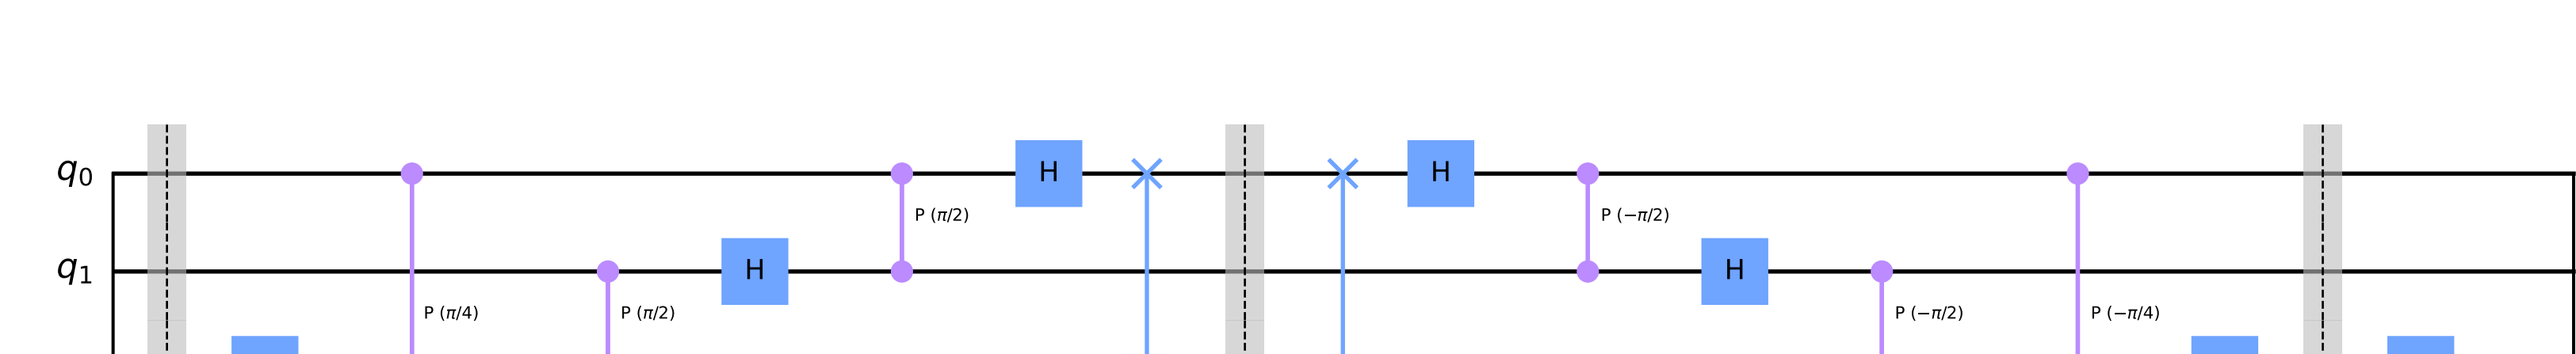 q0 H H
P (π/2) P (−π/2)
q1 H H
P (π/4) P (π/2) P (−π/2) P (−π/4)